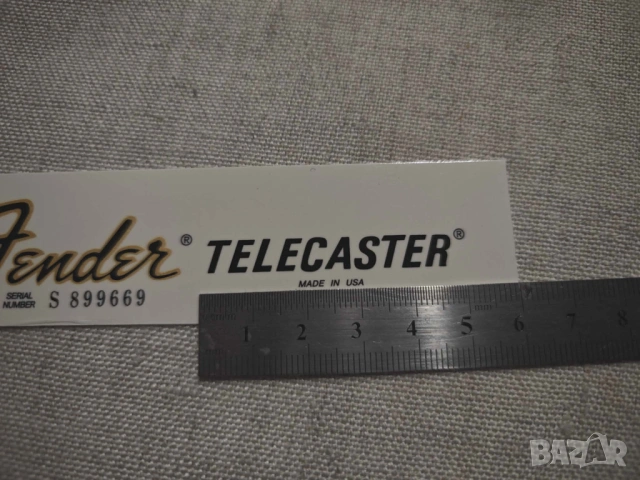 Fender® TELECASTER®
MADE IN USA
SERIAL
NUMBER S 899669
1 2 3 4 5 6 7 8
BAZAR